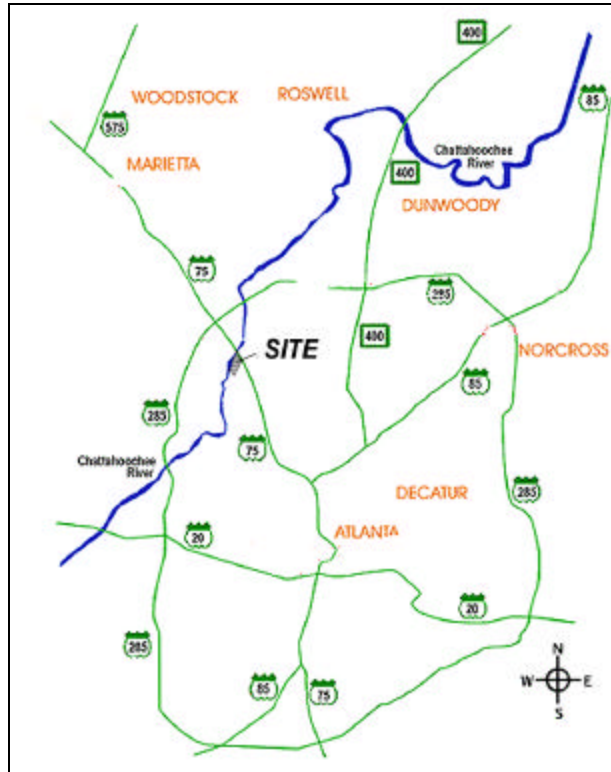 400
85
WOODSTOCK
ROSWELL
575
Chattahoochee
River
MARIETTA
400
DUNWOODY
75
285
SITE
400
NORCROSS
85
285
75
Chattahoochee
River
DECATUR
285
ATLANTA
20
20
285
N
W E
S
85
75